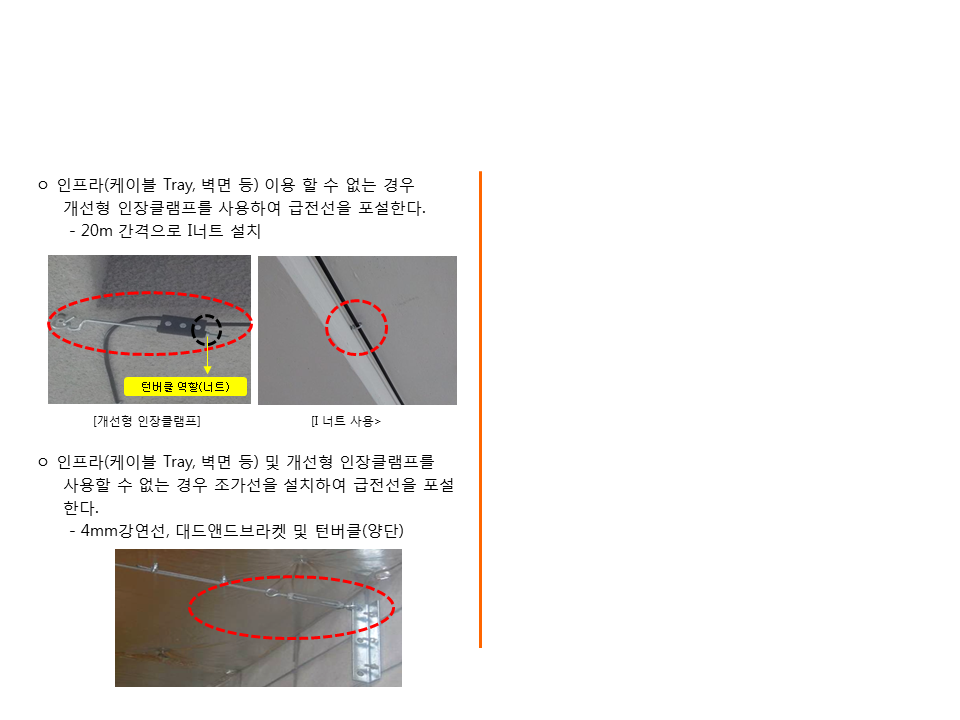 ㅇ 인프라(케이블 Tray, 벽면 등) 이용 할 수 없는 경우
개선형 인장클램프를 사용하여 급전선을 포설한다.
- 20m 간격으로 I너트 설치
턴버클 역할(너트)
[개선형 인장클램프]
[I 너트 사용>
ㅇ 인프라(케이블 Tray, 벽면 등) 및 개선형 인장클램프를
사용할 수 없는 경우 조가선을 설치하여 급전선을 포설
한다.
- 4mm강연선, 대드앤드브라켓 및 턴버클(양단)